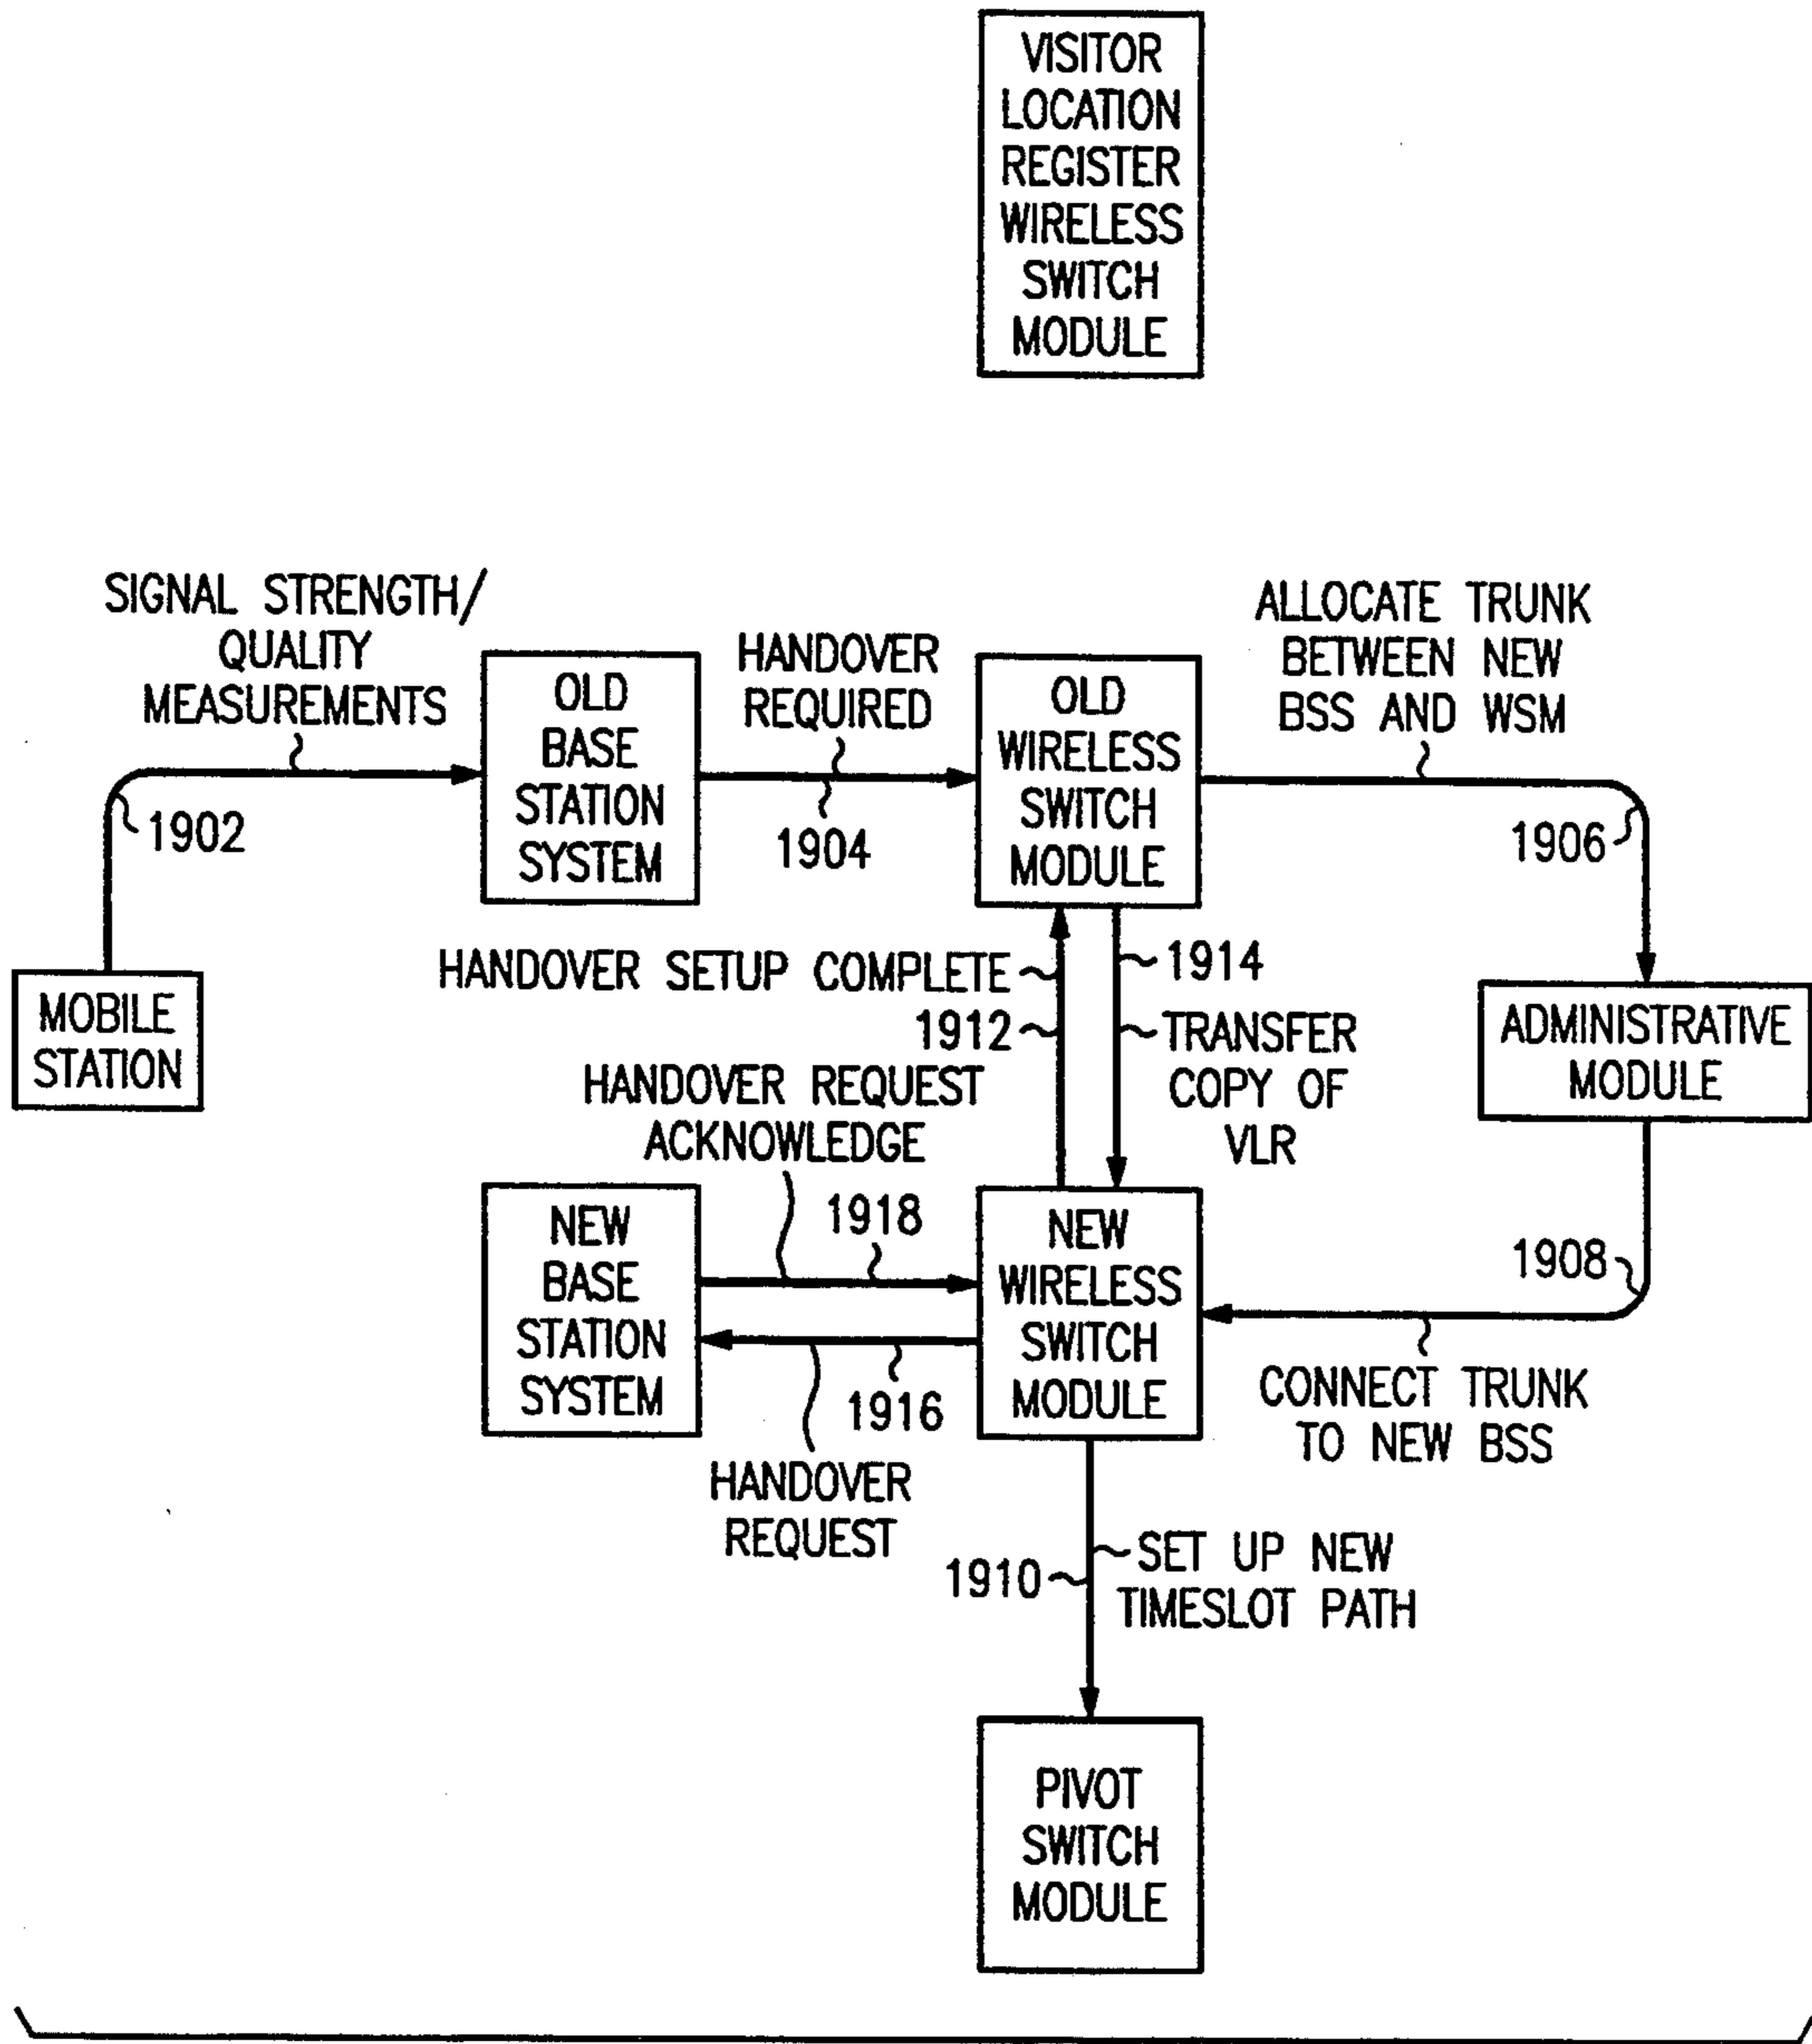 VISITOR
LOCATION
REGISTER
WIRELESS
SWITCH
MODULE
SIGNAL STRENGTH/
QUALITY
MEASUREMENTS
1902
OLD
BASE
STATION
SYSTEM
HANDOVER
REQUIRED
1904
OLD
WIRELESS
SWITCH
MODULE
ALLOCATE TRUNK
BETWEEN NEW
BSS AND WSM
1906
MOBILE
STATION
HANDOVER SETUP COMPLETE
1912
1914
TRANSFER
COPY OF
VLR
ADMINISTRATIVE
MODULE
HANDOVER REQUEST
ACKNOWLEDGE
1918
NEW
BASE
STATION
SYSTEM
NEW
WIRELESS
SWITCH
MODULE
1908
1916
HANDOVER
REQUEST
CONNECT TRUNK
TO NEW BSS
1910
SET UP NEW
TIMESLOT PATH
PIVOT
SWITCH
MODULE